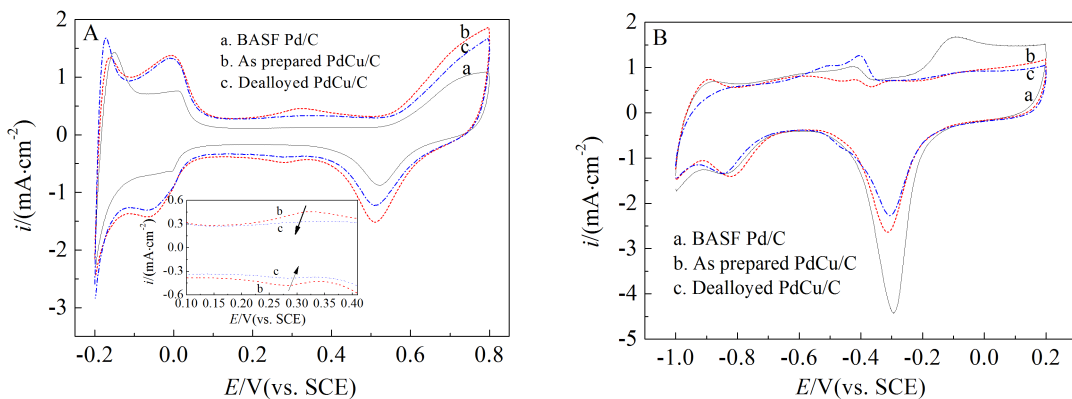 A
a. BASF Pd/C
b. As prepared PdCu/C
c. Dealloyed PdCu/C
b
c
a
3
2
1
0
-1
-2
-3
i/(mA·cm-2)
-0.2 0.0 0.2 0.4 0.6 0.8
E/V(vs. SCE)
0.6
0.3
0.0
-0.3
-0.6
i/(mA·cm-2)
b
c
c
b
0.10 0.15 0.20 0.25 0.30 0.35 0.40
E/V(vs. SCE)
B
b
c
a
a. BASF Pd/C
b. As prepared PdCu/C
c. Dealloyed PdCu/C
2
1
0
-1
-2
-3
-4
-5
i/(mA·cm-2)
-1.0 -0.8 -0.6 -0.4 -0.2 0.0 0.2
E/V(vs. SCE)